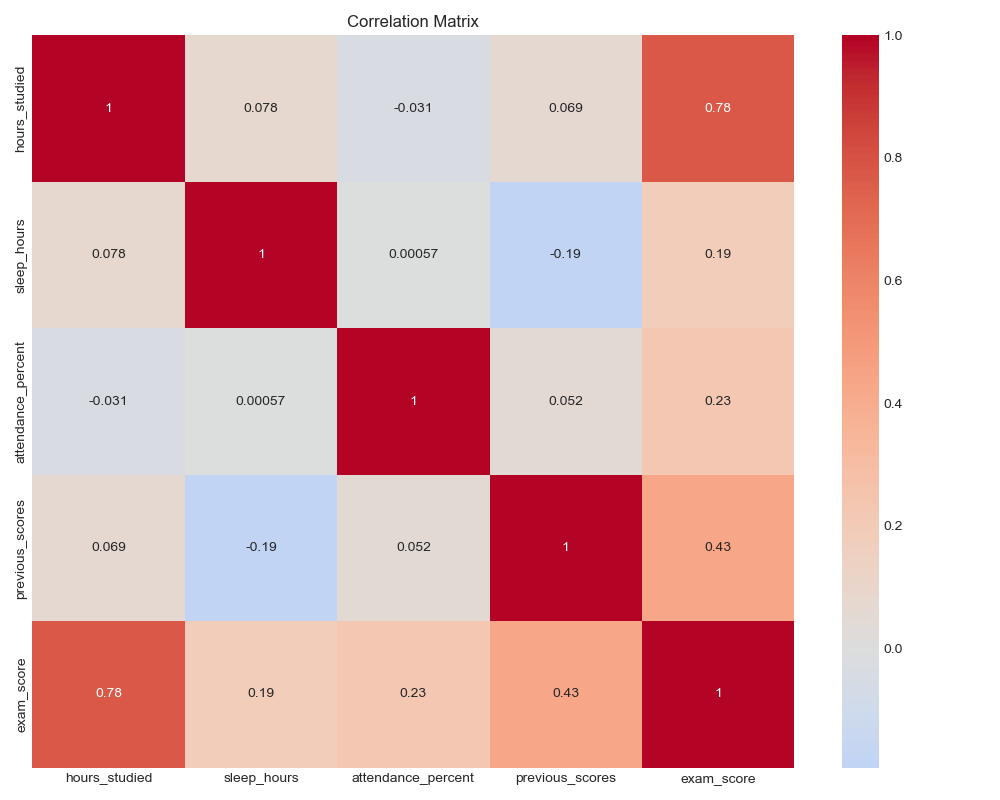 Correlation Matrix
hours_studied 1 0.078 -0.031 0.069 0.78
sleep_hours 0.078 1 0.00057 -0.19 0.19
attendance_percent -0.031 0.00057 1 0.052 0.23
previous_scores 0.069 -0.19 0.052 1 0.43
exam_score 0.78 0.19 0.23 0.43 1
hours_studied sleep_hours attendance_percent previous_scores exam_score
1.0
0.8
0.6
0.4
0.2
0.0